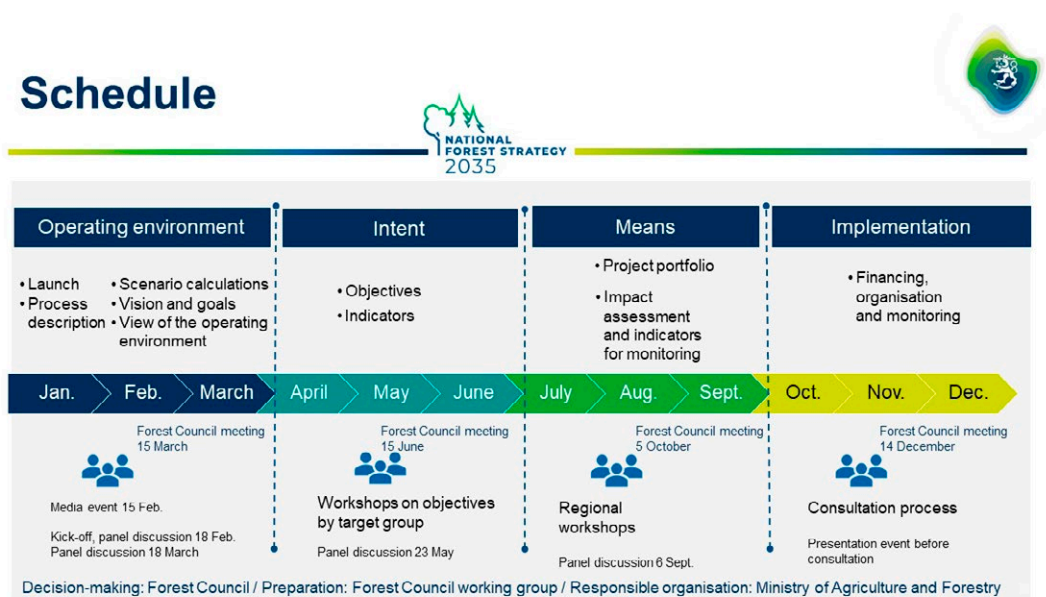 Schedule
NATIONAL
FOREST STRATEGY
2035
Operating environment
Intent
Means
Implementation
• Launch
• Process
description
• Scenario calculations
• Vision and goals
• View of the operating
environment
• Objectives
• Indicators
• Project portfolio
• Impact
assessment
and indicators
for monitoring
• Financing,
organisation
and monitoring
Jan. Feb. March April May June July Aug. Sept. Oct. Nov. Dec.
Forest Council meeting
15 March
Forest Council meeting
15 June
Forest Council meeting
5 October
Forest Council meeting
14 December
Media event 15 Feb.
Kick-off, panel discussion 18 Feb.
Panel discussion 18 March
Workshops on objectives
by target group
Panel discussion 23 May
Regional
workshops
Panel discussion 6 Sept.
Consultation process
Presentation event before
consultation
Decision-making: Forest Council / Preparation: Forest Council working group / Responsible organisation: Ministry of Agriculture and Forestry